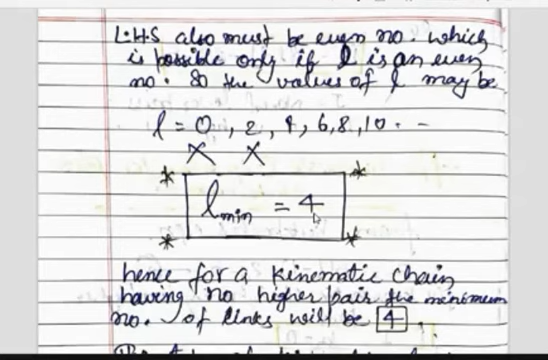 L.H.S also must be even no. which
is possible only if l is an even
no. So the values of l may be
l = 0, 2, 4, 6, 8, 10 - -
× ×
* *
l min = 4
* *
hence for a kinematic chain
having no higher pair the minimum
no. of links will be 4.